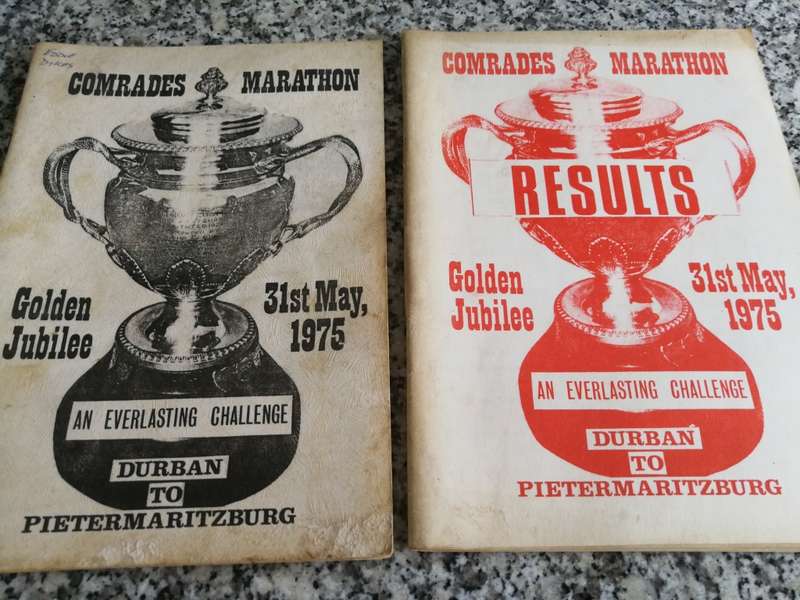 COMRADES MARATHON
Golden
Jubilee
31st May,
1975
AN EVERLASTING CHALLENGE
DURBAN
TO
PIETERMARITZBURG
COMRADES MARATHON
RESULTS
Golden
Jubilee
31st May,
1975
AN EVERLASTING CHALLENGE
DURBAN
TO
PIETERMARITZBURG